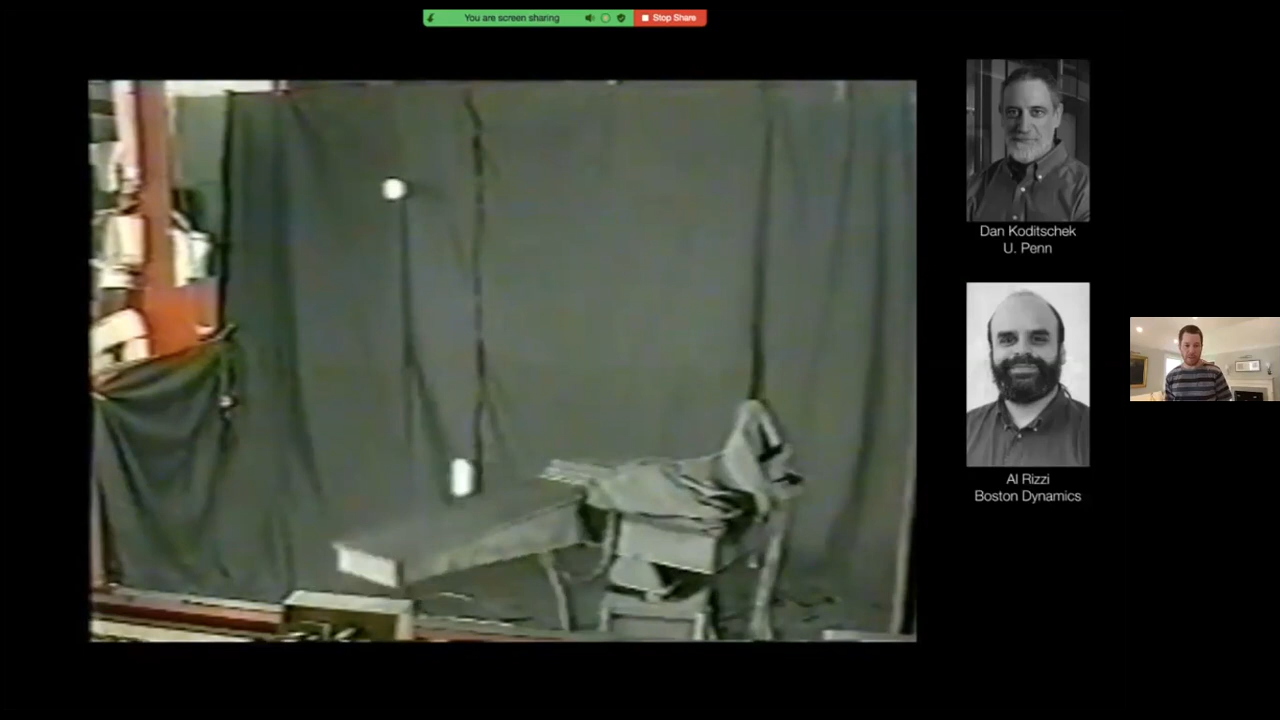 You are screen sharing
Stop Share
Dan Koditschek
U. Penn
Al Rizzi
Boston Dynamics